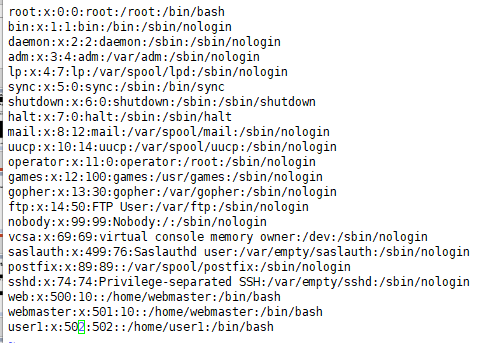 root:x:0:0:root:/root:/bin/bash
bin:x:1:1:bin:/bin:/sbin/nologin
daemon:x:2:2:daemon:/sbin:/sbin/nologin
adm:x:3:4:adm:/var/adm:/sbin/nologin
lp:x:4:7:lp:/var/spool/lpd:/sbin/nologin
sync:x:5:0:sync:/sbin:/bin/sync
shutdown:x:6:0:shutdown:/sbin:/sbin/shutdown
halt:x:7:0:halt:/sbin:/sbin/halt
mail:x:8:12:mail:/var/spool/mail:/sbin/nologin
uucp:x:10:14:uucp:/var/spool/uucp:/sbin/nologin
operator:x:11:0:operator:/root:/sbin/nologin
games:x:12:100:games:/usr/games:/sbin/nologin
gopher:x:13:30:gopher:/var/gopher:/sbin/nologin
ftp:x:14:50:FTP User:/var/ftp:/sbin/nologin
nobody:x:99:99:Nobody:/:/sbin/nologin
vcsa:x:69:69:virtual console memory owner:/dev:/sbin/nologin
saslauth:x:499:76:Saslauthd user:/var/empty/saslauth:/sbin/nologin
postfix:x:89:89::/var/spool/postfix:/sbin/nologin
sshd:x:74:74:Privilege-separated SSH:/var/empty/sshd:/sbin/nologin
web:x:500:10::/home/webmaster:/bin/bash
webmaster:x:501:10::/home/webmaster:/bin/bash
user1:x:502:502::/home/user1:/bin/bash